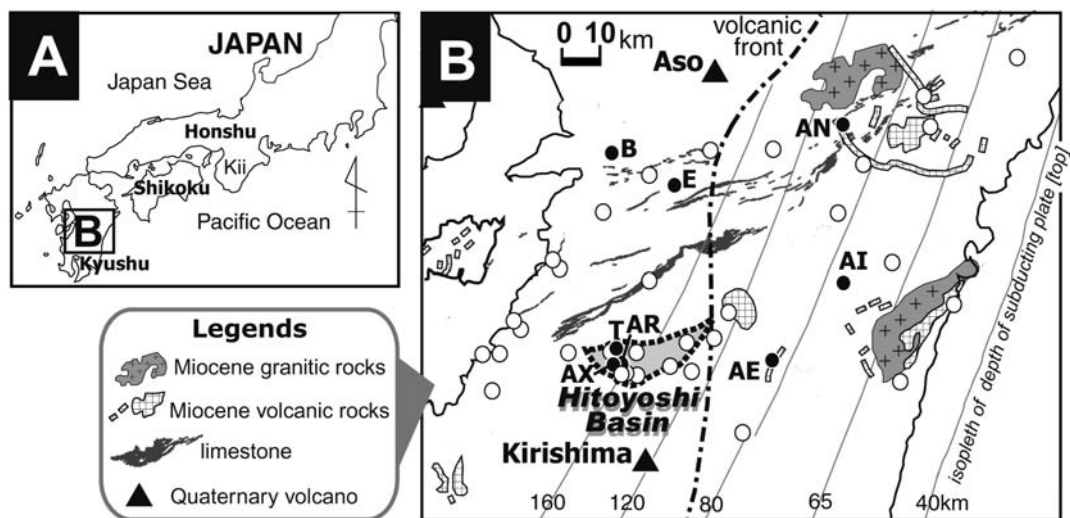 A
JAPAN
Japan Sea
Honshu
Kii
Shikoku
Pacific Ocean
B
Kyushu
Legends
Miocene granitic rocks
Miocene volcanic rocks
limestone
Quaternary volcano
B
0 10 km
volcanic
front
Aso
AN
B
E
AI
T
AR
AX
AE
Hitoyoshi
Basin
Kirishima
160
120
80
65
40km
isopleth of depth of subducting plate [top]